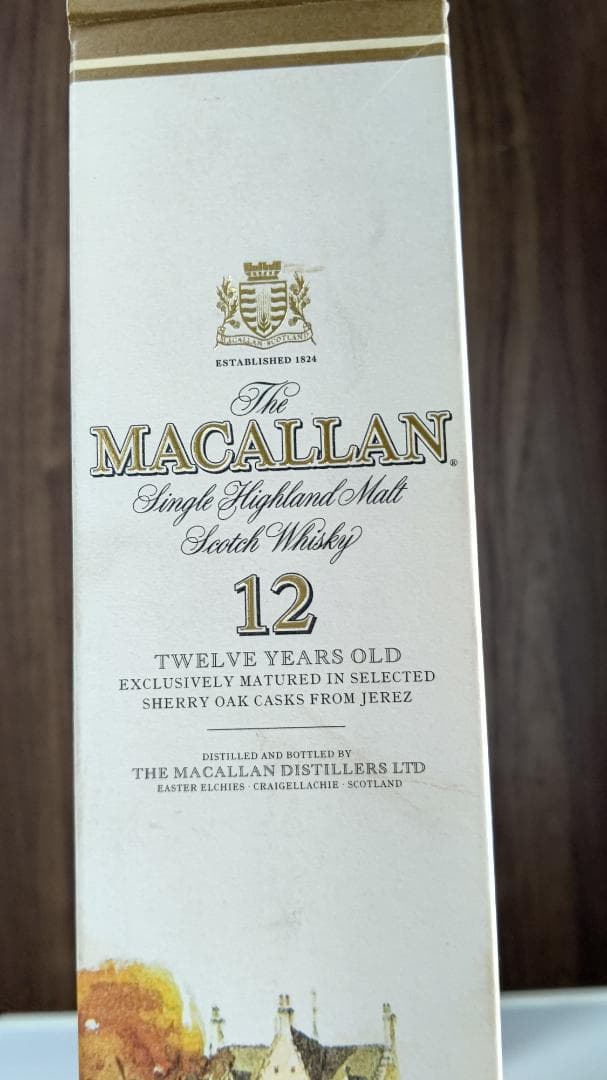 MACALLAN SCOTLAND
ESTABLISHED 1824
The
MACALLAN®
Single Highland Malt
Scotch Whisky
12
TWELVE YEARS OLD
EXCLUSIVELY MATURED IN SELECTED
SHERRY OAK CASKS FROM JEREZ
DISTILLED AND BOTTLED BY
THE MACALLAN DISTILLERS LTD
EASTER ELCHIES · CRAIGELLACHIE · SCOTLAND